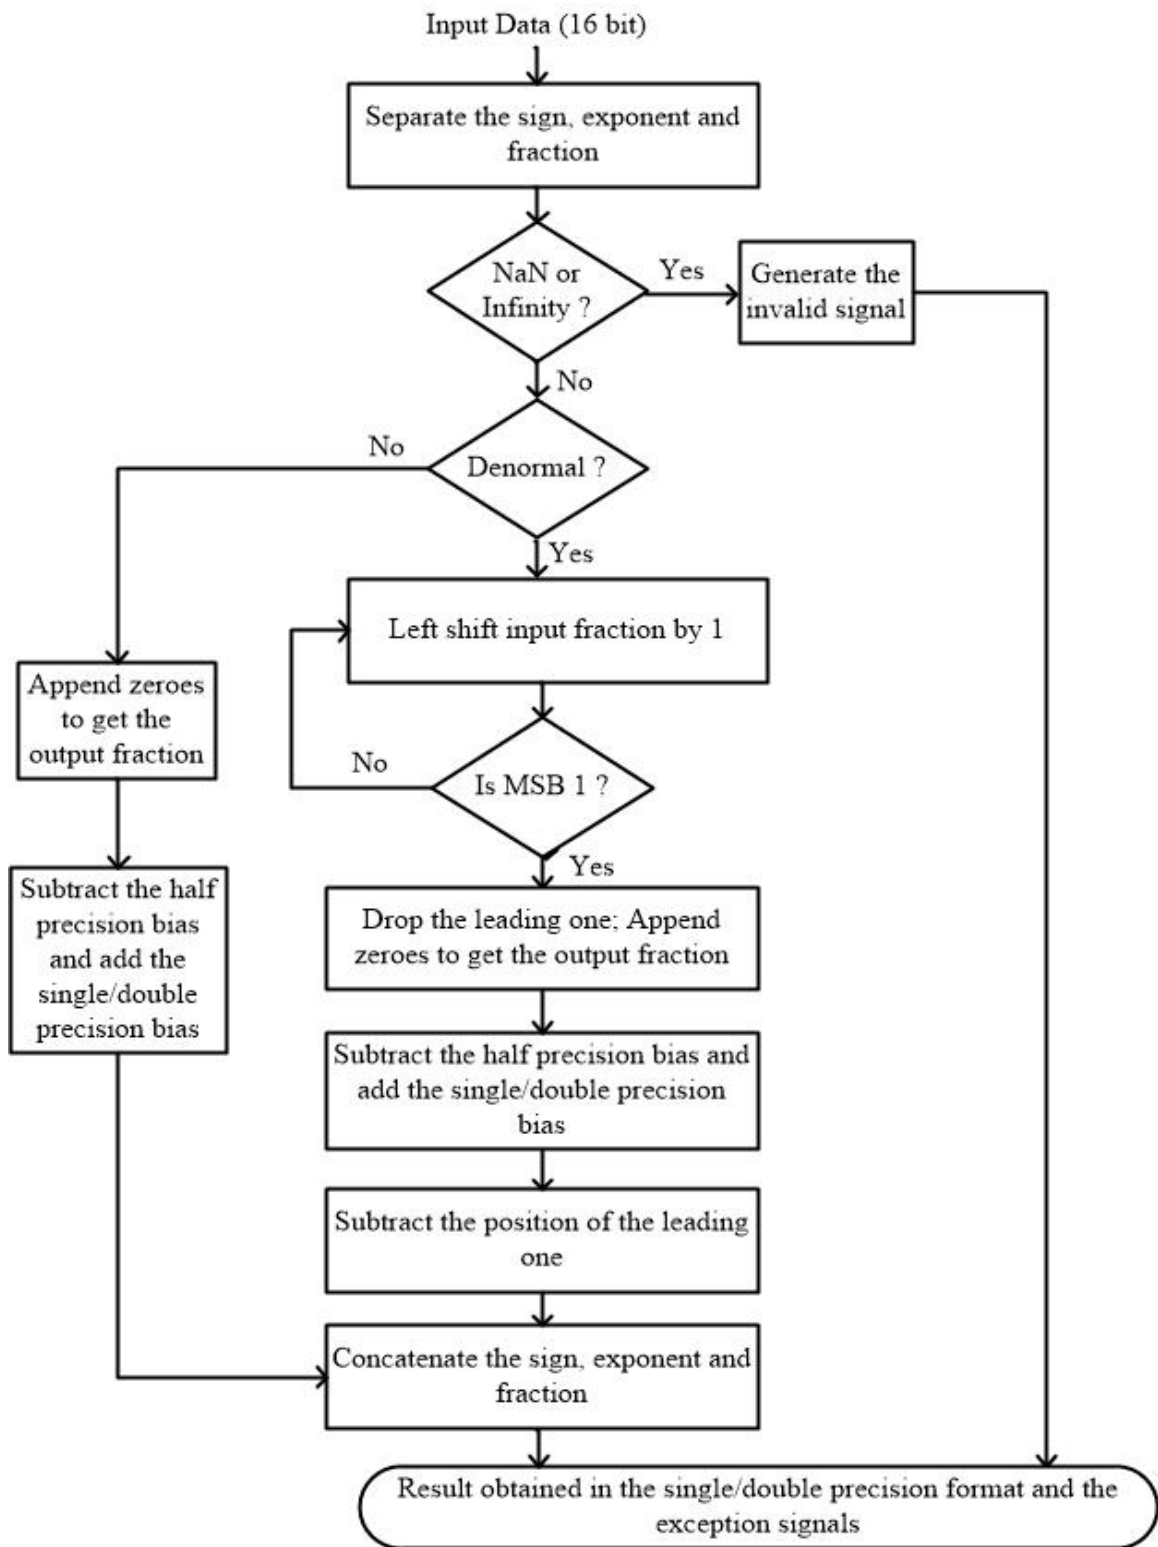 Input Data (16 bit)
Separate the sign, exponent and
fraction
NaN or
Infinity ?
Yes
Generate the
invalid signal
No
Denormal ?
No
Yes
Left shift input fraction by 1
Append zeroes
to get the
output fraction
No
Is MSB 1 ?
Yes
Subtract the half
precision bias
and add the
single/double
precision bias
Drop the leading one; Append
zeroes to get the output fraction
Subtract the half precision bias and
add the single/double precision
bias
Subtract the position of the leading
one
Concatenate the sign, exponent and
fraction
Result obtained in the single/double precision format and the
exception signals